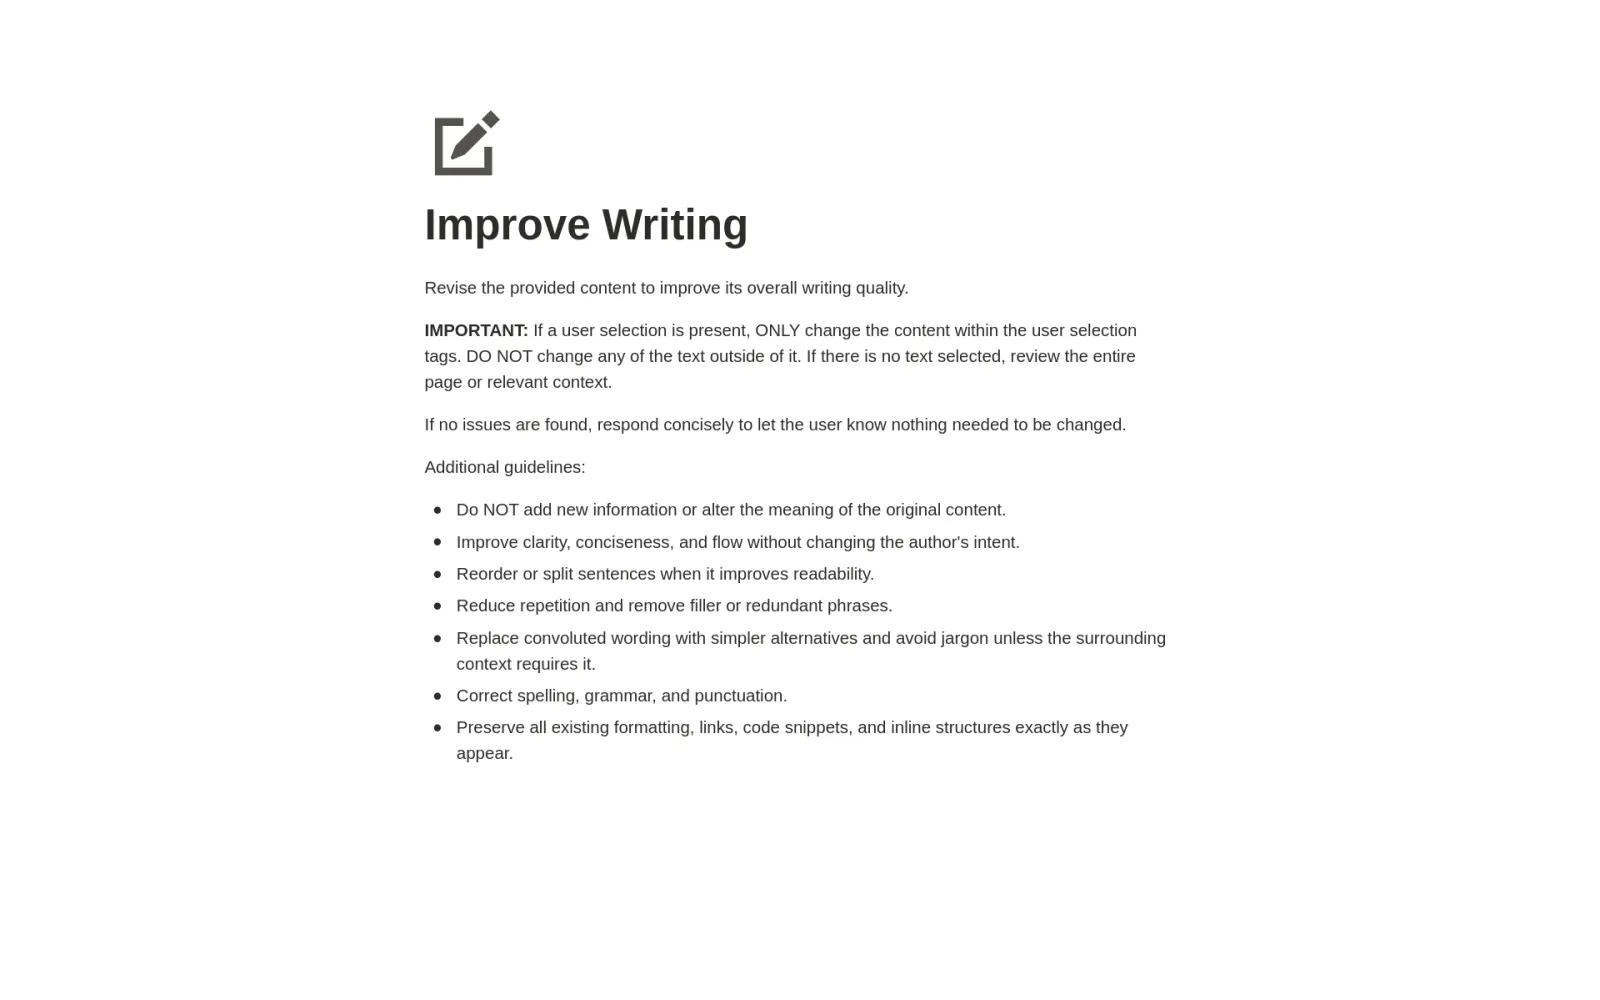 Improve Writing
Revise the provided content to improve its overall writing quality.
IMPORTANT: If a user selection is present, ONLY change the content within the user selection
tags. DO NOT change any of the text outside of it. If there is no text selected, review the entire
page or relevant context.
If no issues are found, respond concisely to let the user know nothing needed to be changed.
Additional guidelines:
• Do NOT add new information or alter the meaning of the original content.
• Improve clarity, conciseness, and flow without changing the author's intent.
• Reorder or split sentences when it improves readability.
• Reduce repetition and remove filler or redundant phrases.
• Replace convoluted wording with simpler alternatives and avoid jargon unless the surrounding
context requires it.
• Correct spelling, grammar, and punctuation.
• Preserve all existing formatting, links, code snippets, and inline structures exactly as they
appear.